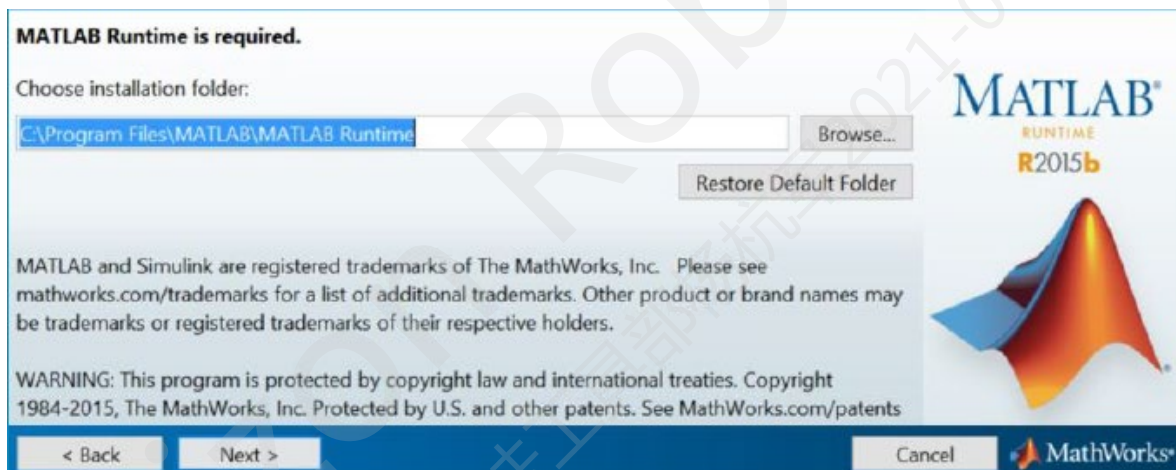 MATLAB Runtime is required.
Choose installation folder:
C:\Program Files\MATLAB\MATLAB Runtime
Browse...
Restore Default Folder
MATLAB and Simulink are registered trademarks of The MathWorks, Inc. Please see
mathworks.com/trademarks for a list of additional trademarks. Other product or brand names may
be trademarks or registered trademarks of their respective holders.
WARNING: This program is protected by copyright law and international treaties. Copyright
1984-2015, The MathWorks, Inc. Protected by U.S. and other patents. See MathWorks.com/patents
MATLAB®
RUNTIME
R2015b
< Back
Next >
Cancel
MathWorks®